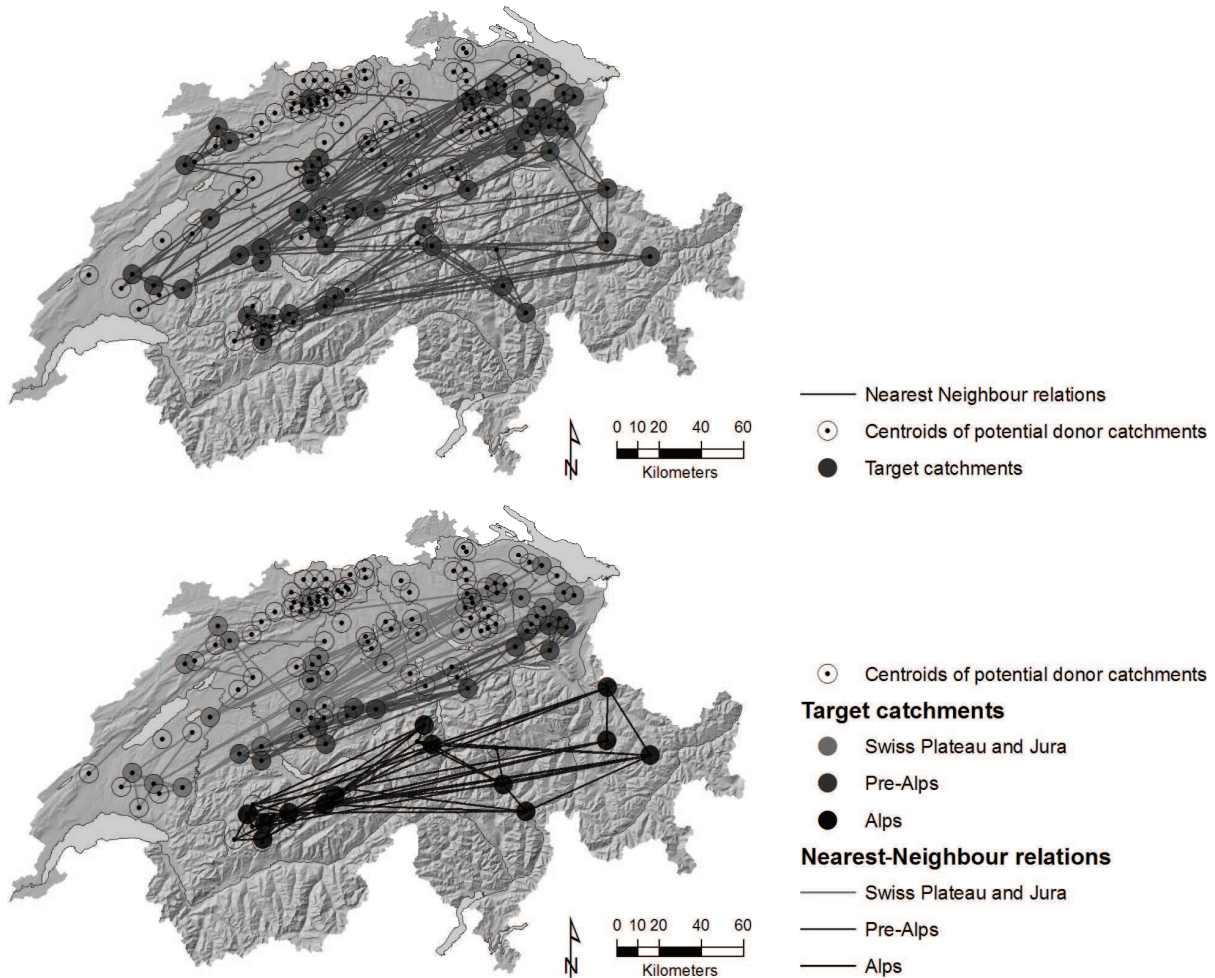 Nearest Neighbour relations
Centroids of potential donor catchments
Target catchments
0 10 20 40 60
Kilometers
N
Centroids of potential donor catchments
Target catchments
Swiss Plateau and Jura
Pre-Alps
Alps
Nearest-Neighbour relations
Swiss Plateau and Jura
Pre-Alps
Alps
0 10 20 40 60
Kilometers
N